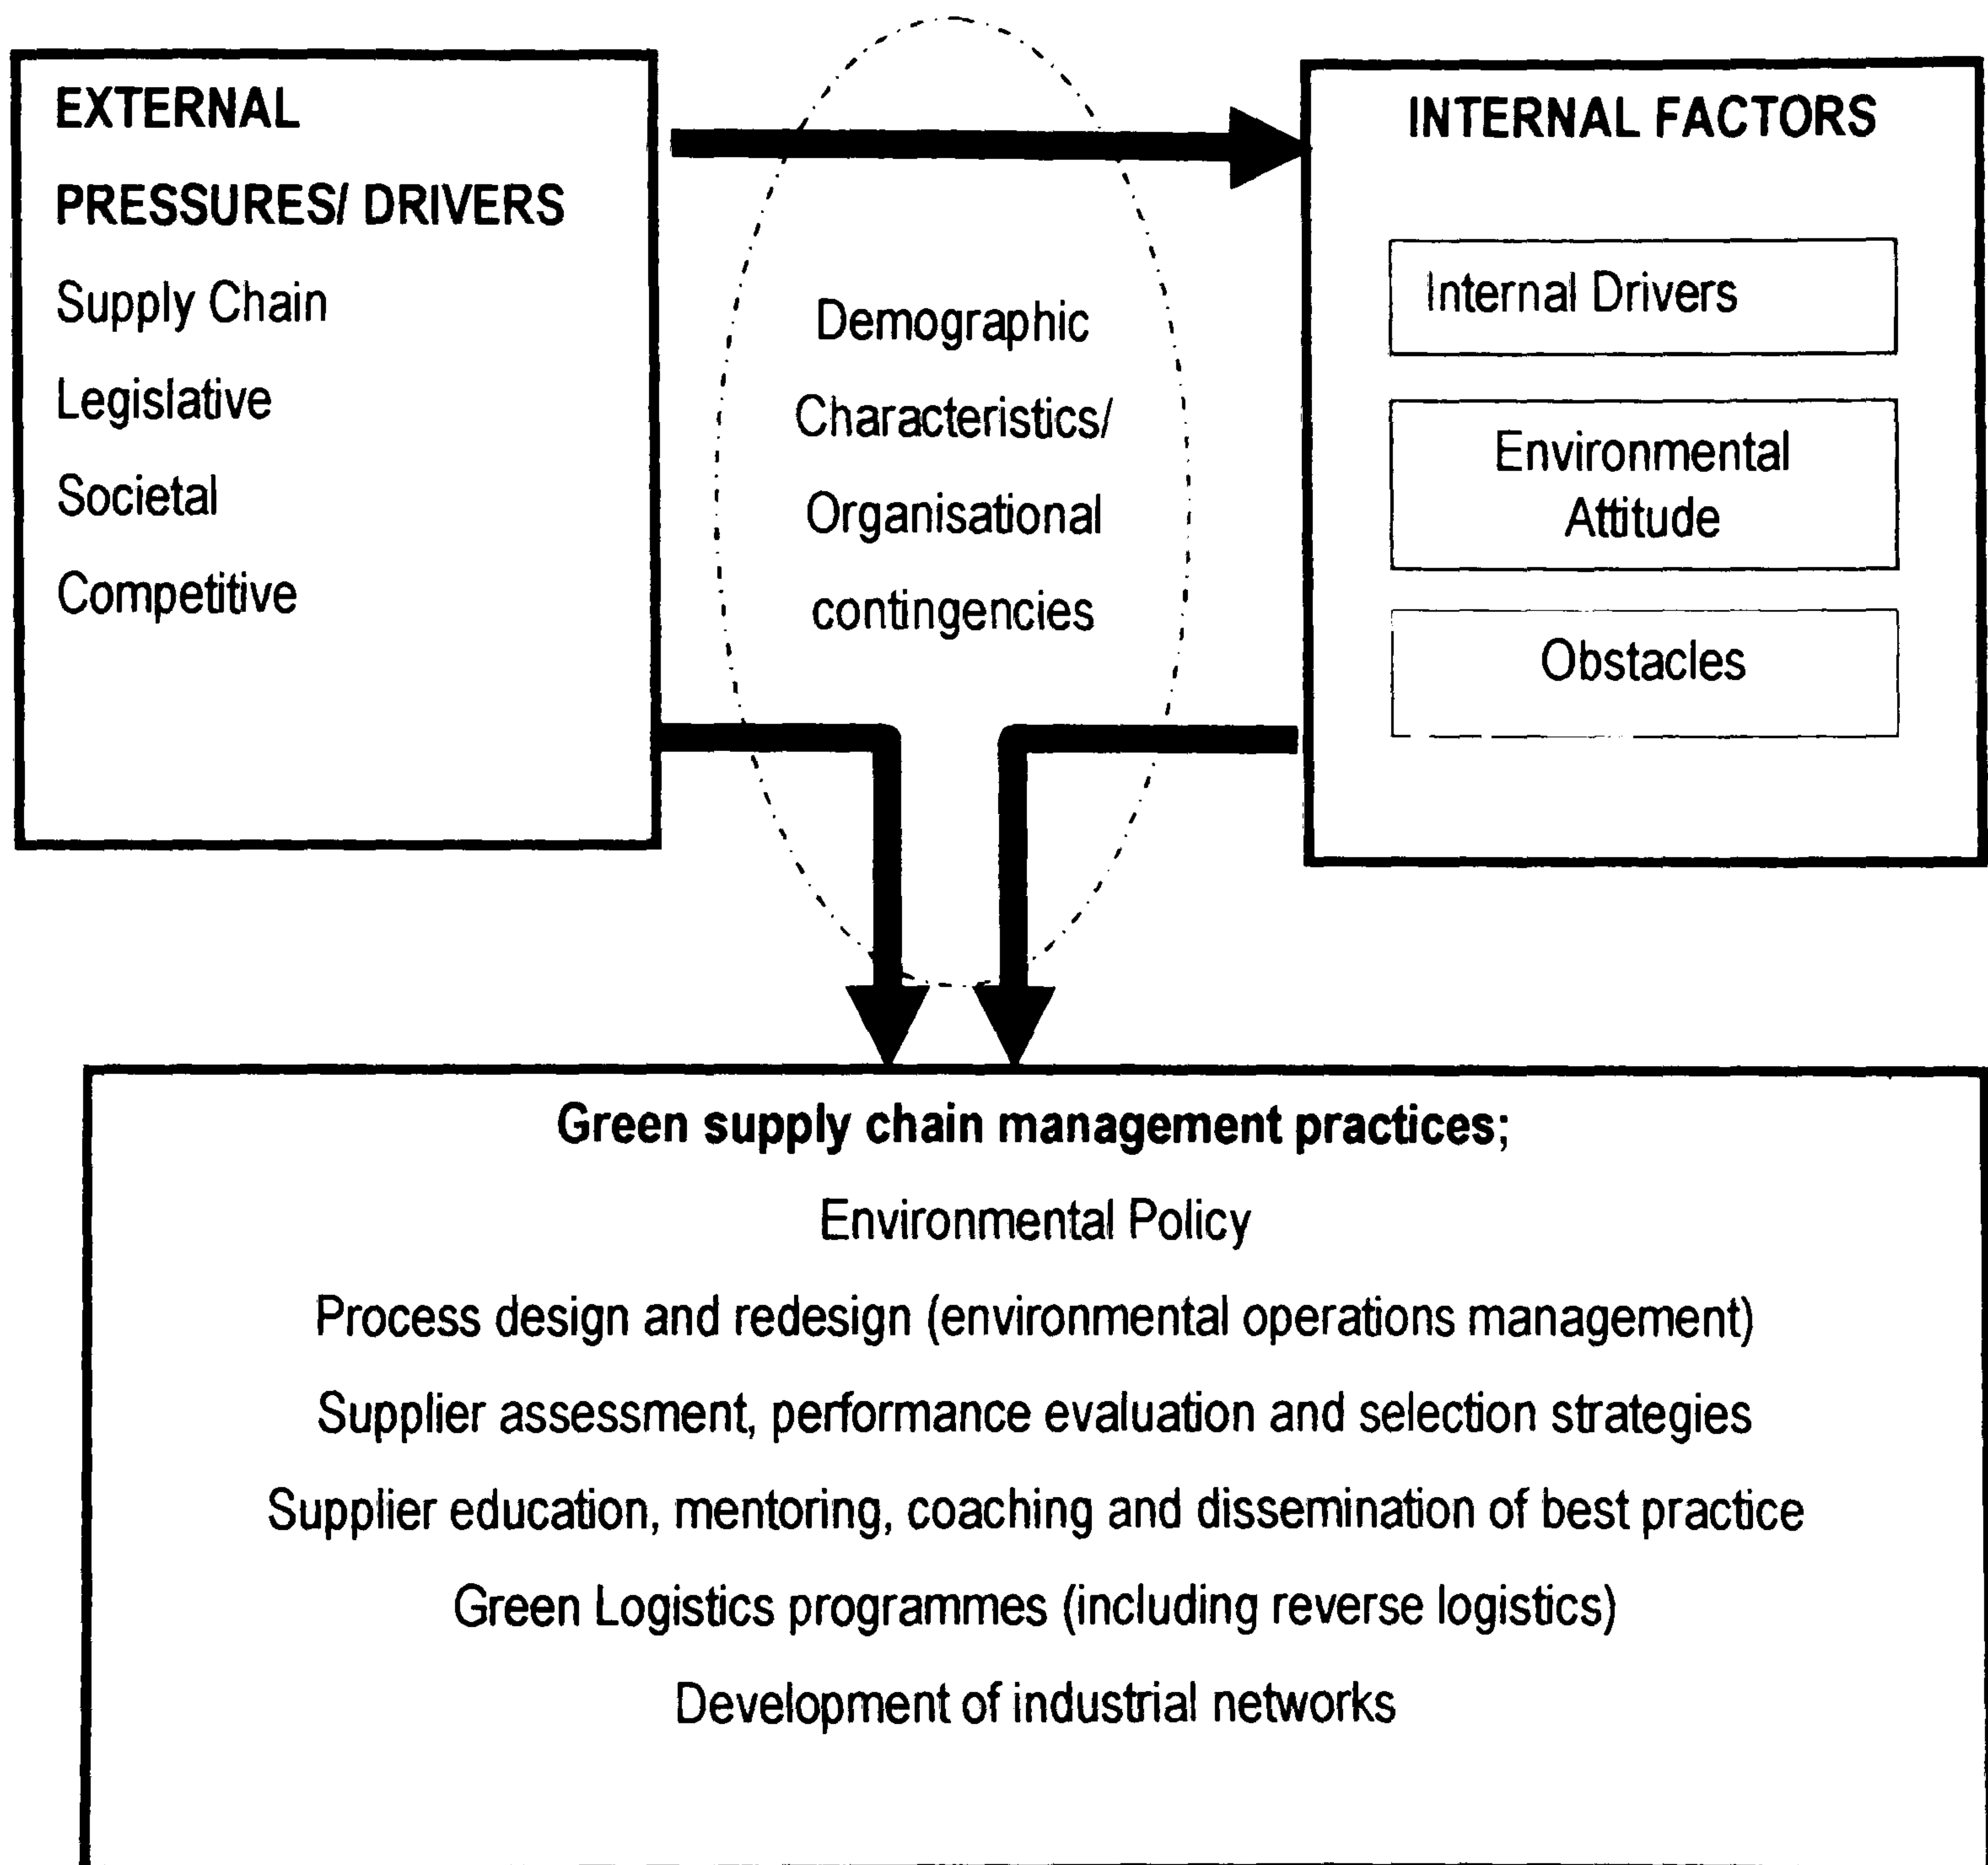 EXTERNAL
PRESSURES/ DRIVERS
Supply Chain
Legislative
Societal
Competitive
Demographic
Characteristics/
Organisational
contingencies
INTERNAL FACTORS
Internal Drivers
Environmental
Attitude
Obstacles
Green supply chain management practices;
Environmental Policy
Process design and redesign (environmental operations management)
Supplier assessment, performance evaluation and selection strategies
Supplier education, mentoring, coaching and dissemination of best practice
Green Logistics programmes (including reverse logistics)
Development of industrial networks